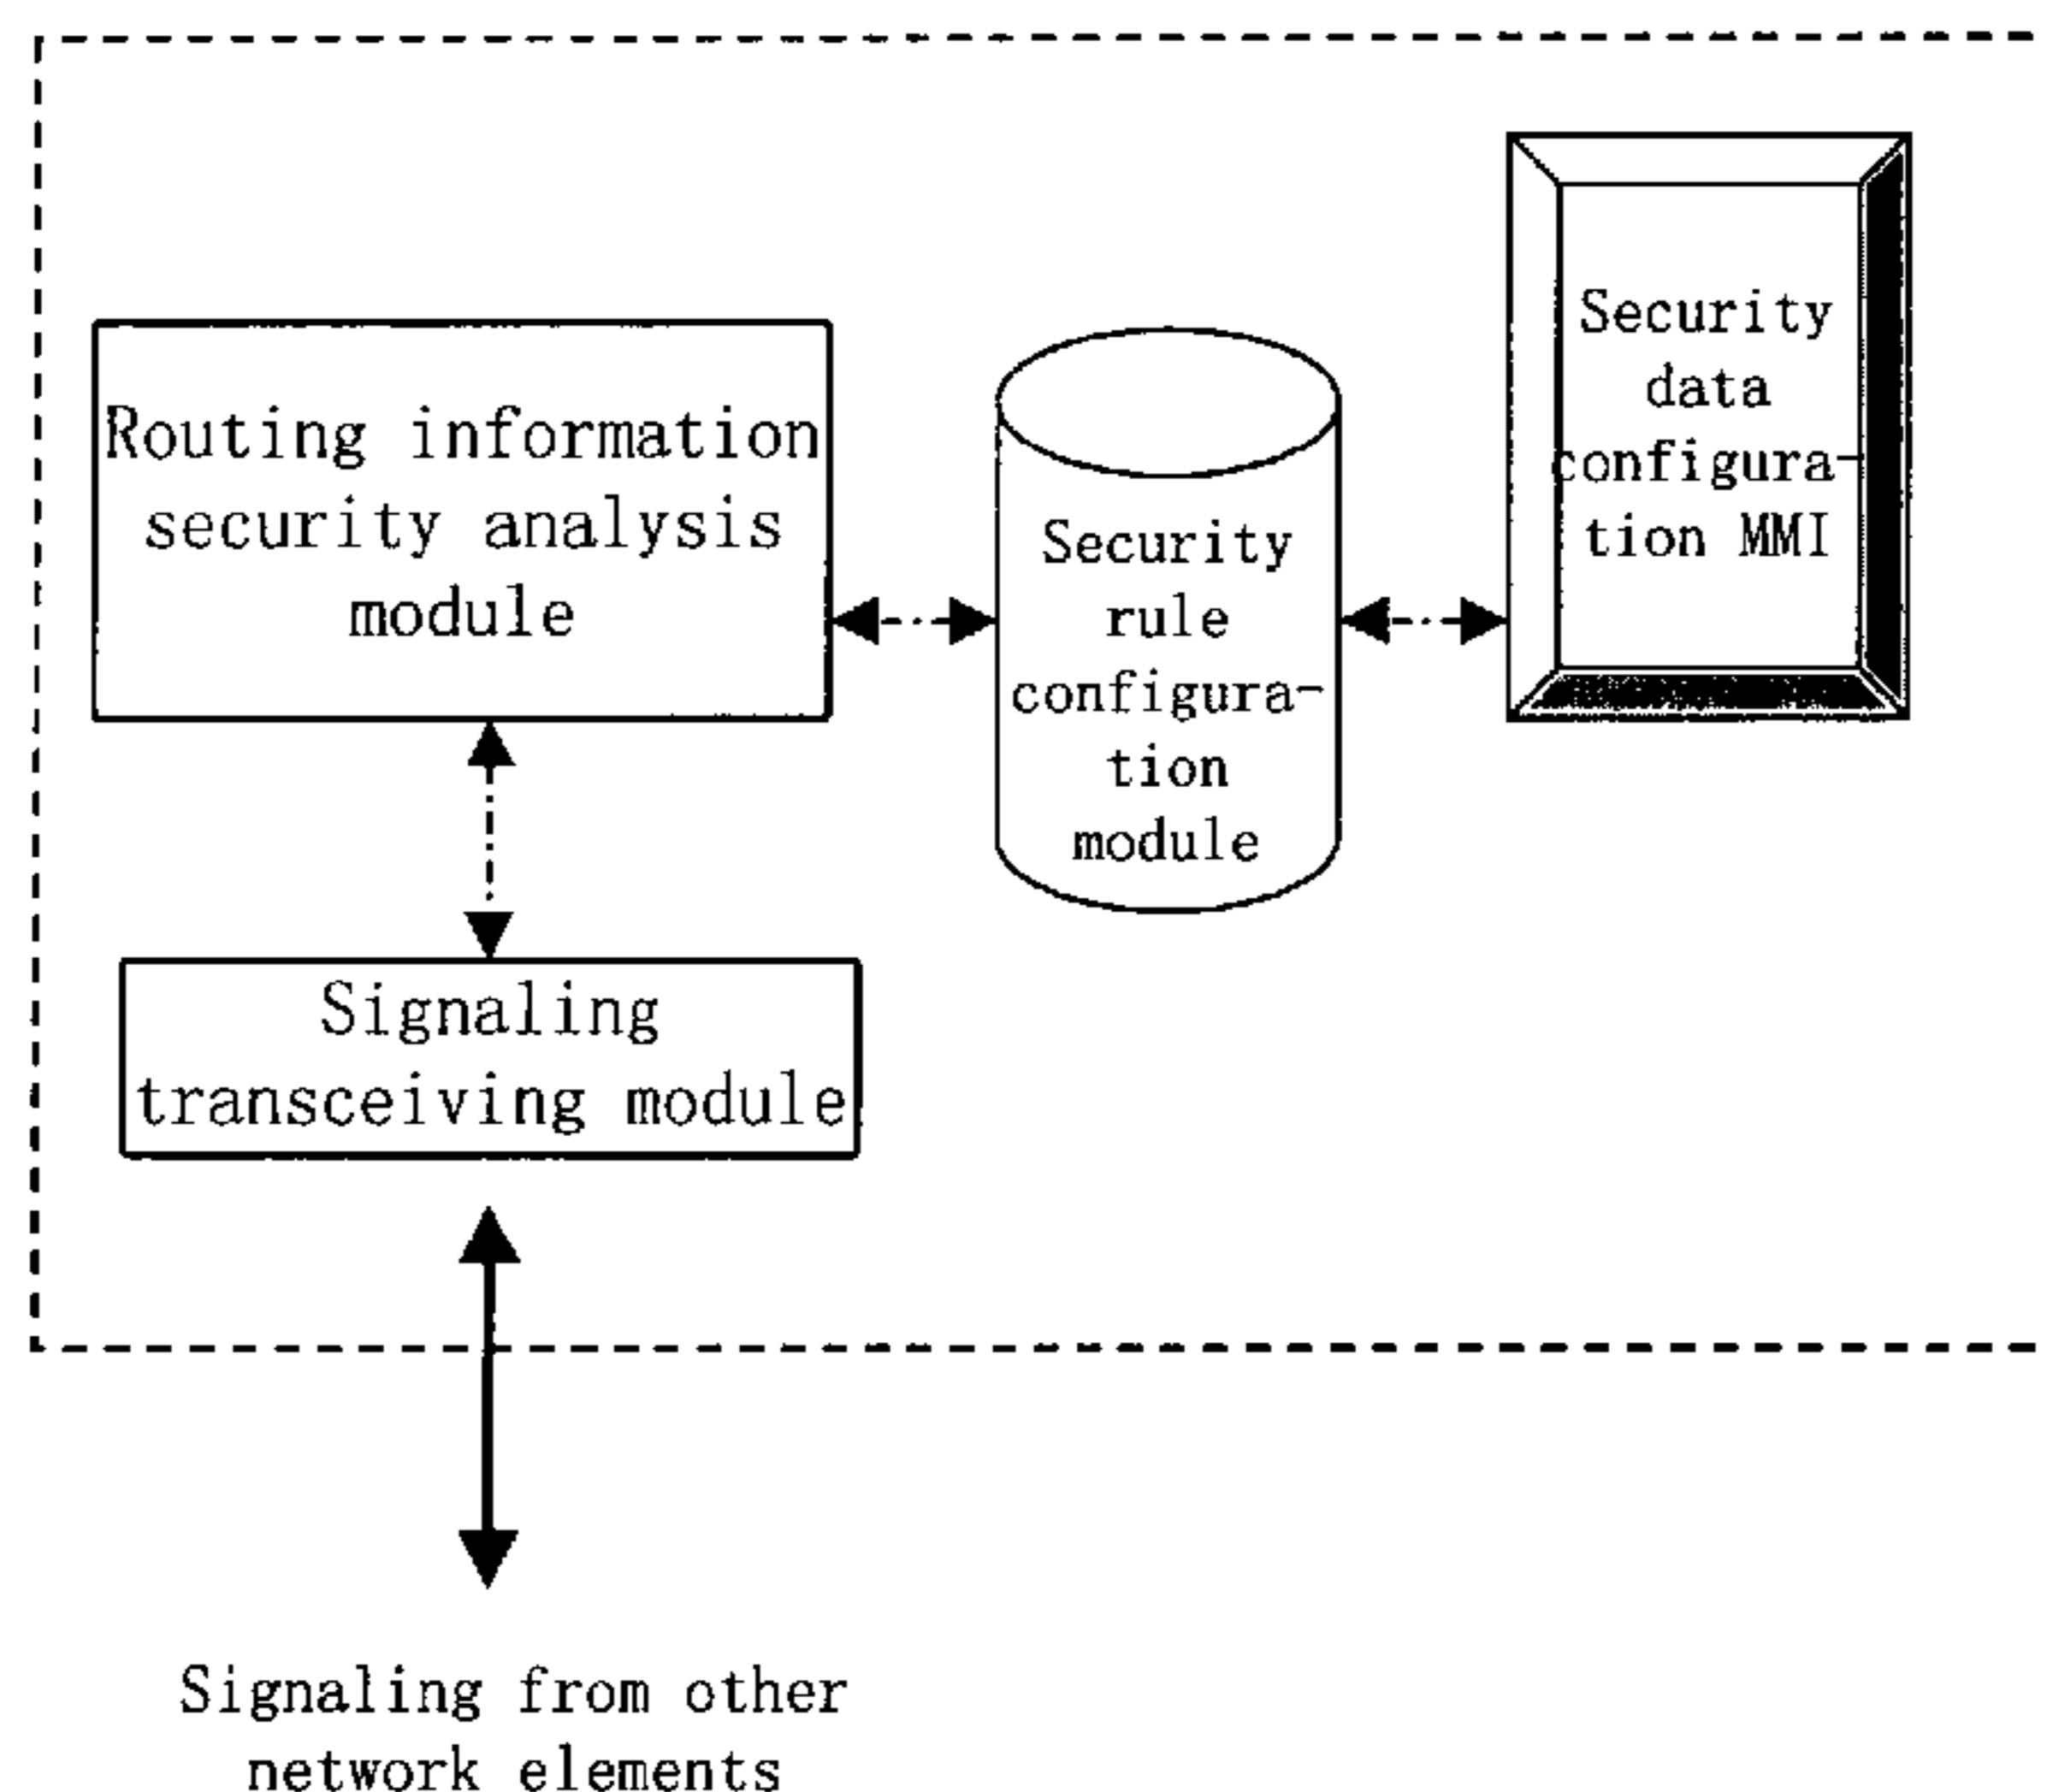 Routing information
security analysis
module
Security
rule
configura-
tion
module
Security
data
configura-
tion MMI
Signaling
transceiving module
Signaling from other
network elements